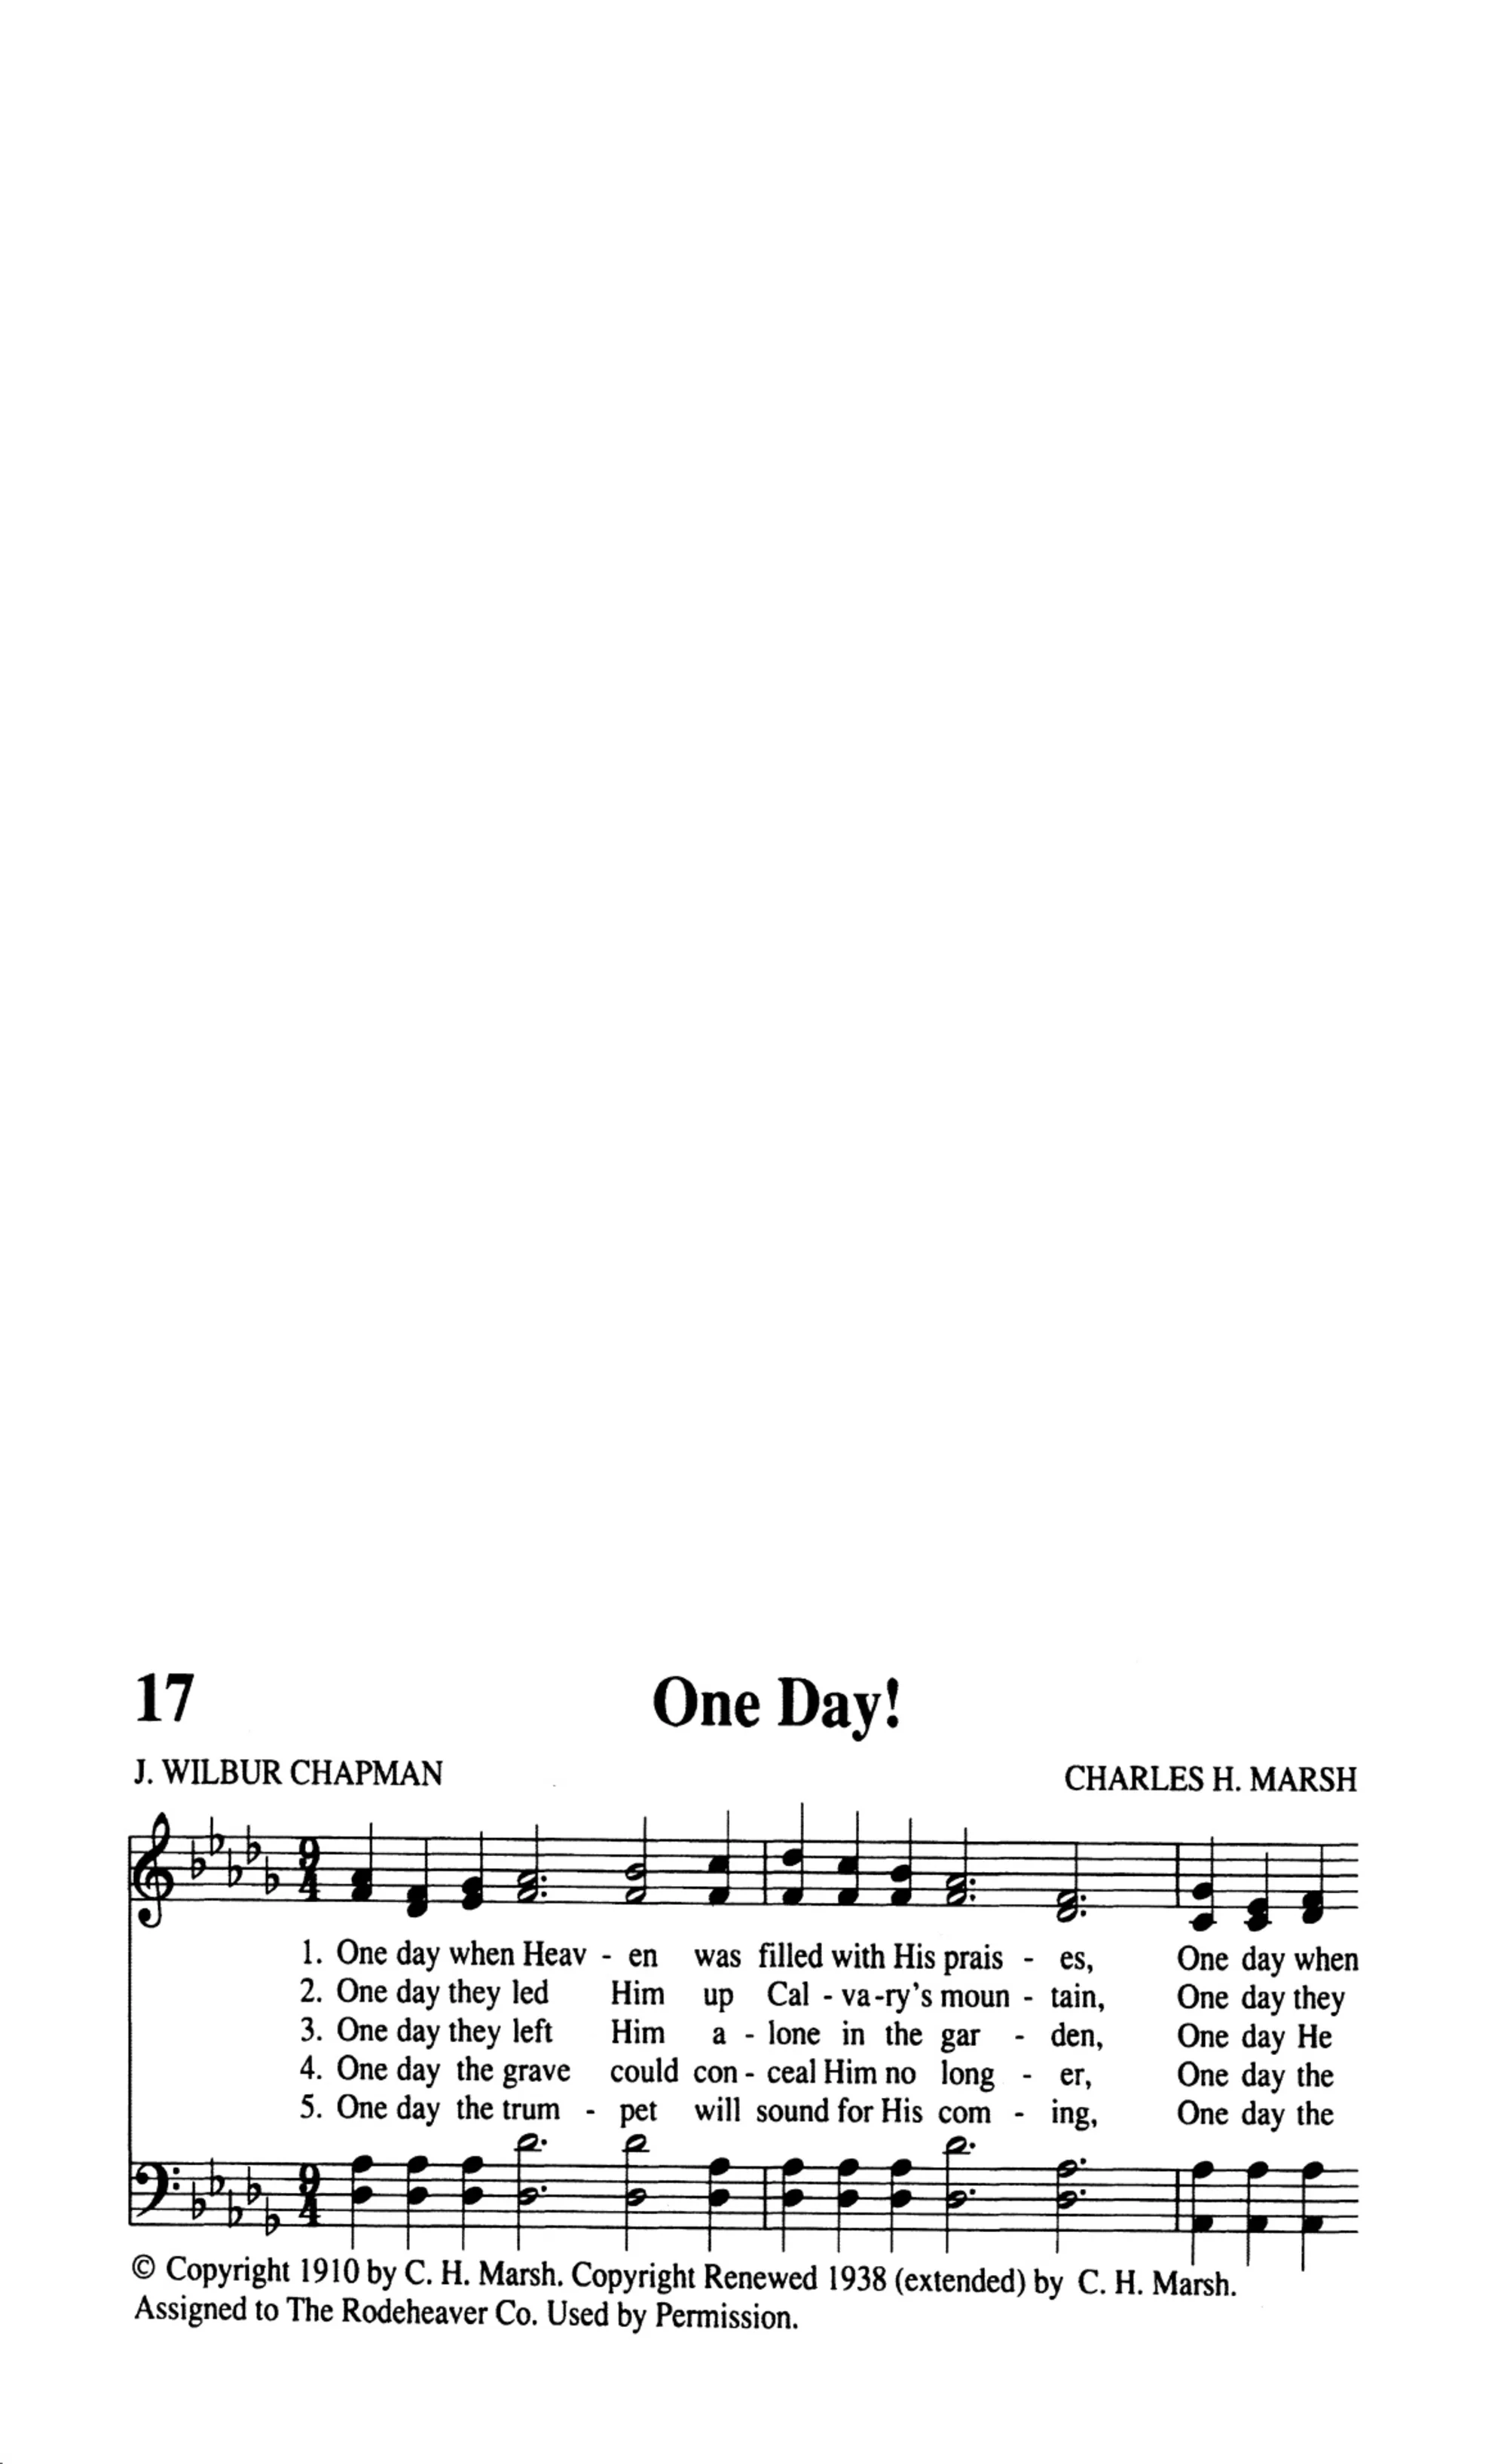 17 One Day!
J. WILBUR CHAPMAN CHARLES H. MARSH
9 4
1. One day when Heav - en was filled with His prais - es, One day when
2. One day they led Him up Cal - va -ry's moun - tain, One day they
3. One day they left Him a - lone in the gar - den, One day He
4. One day the grave could con - ceal Him no long - er, One day the
5. One day the trum - pet will sound for His com - ing, One day the
9 4
© Copyright 1910 by C. H. Marsh. Copyright Renewed 1938 (extended) by C. H. Marsh.
Assigned to The Rodeheaver Co. Used by Permission.